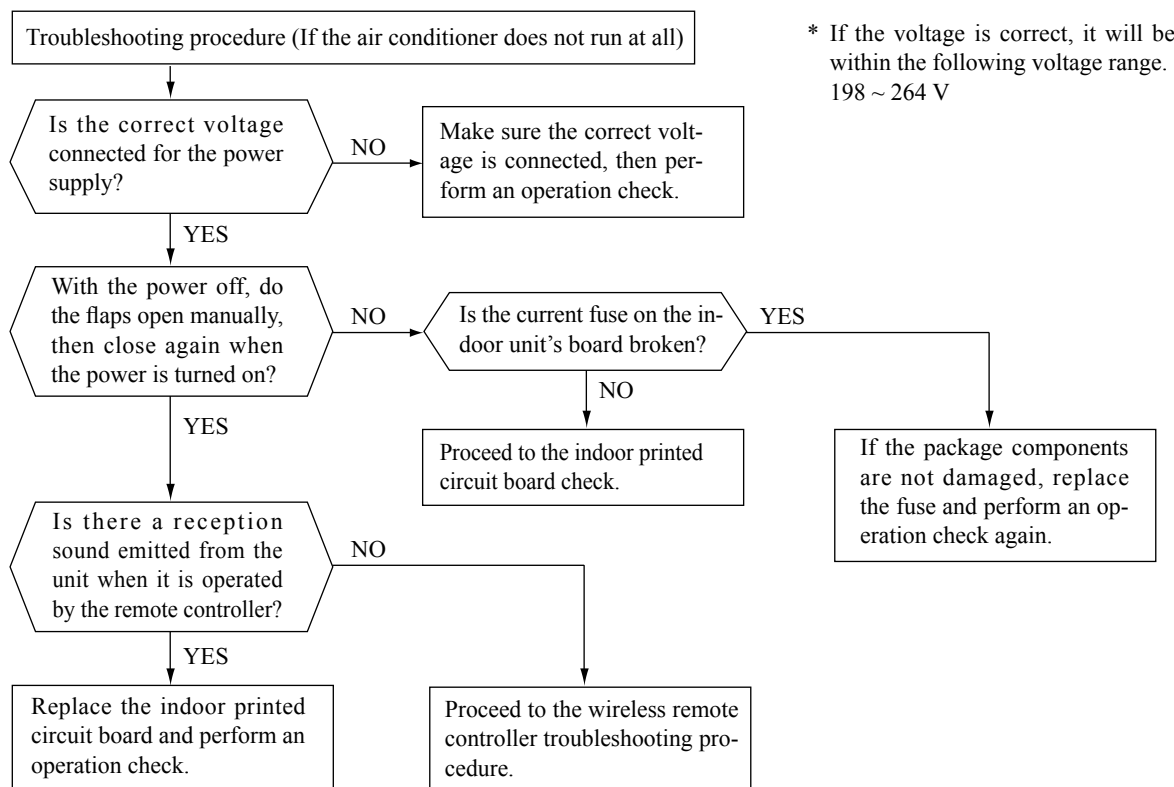 Troubleshooting procedure (If the air conditioner does not run at all)
* If the voltage is correct, it will be
within the following voltage range.
198 ~ 264 V
Is the correct voltage
connected for the power
supply?
NO
Make sure the correct volt-
age is connected, then per-
form an operation check.
YES
With the power off, do
the flaps open manually,
then close again when
the power is turned on?
NO
Is the current fuse on the in-
door unit's board broken?
YES
NO
YES
Proceed to the indoor printed
circuit board check.
If the package components
are not damaged, replace
the fuse and perform an op-
eration check again.
Is there a reception
sound emitted from the
unit when it is operated
by the remote controller?
NO
YES
Replace the indoor printed
circuit board and perform an
operation check.
Proceed to the wireless remote
controller troubleshooting pro-
cedure.